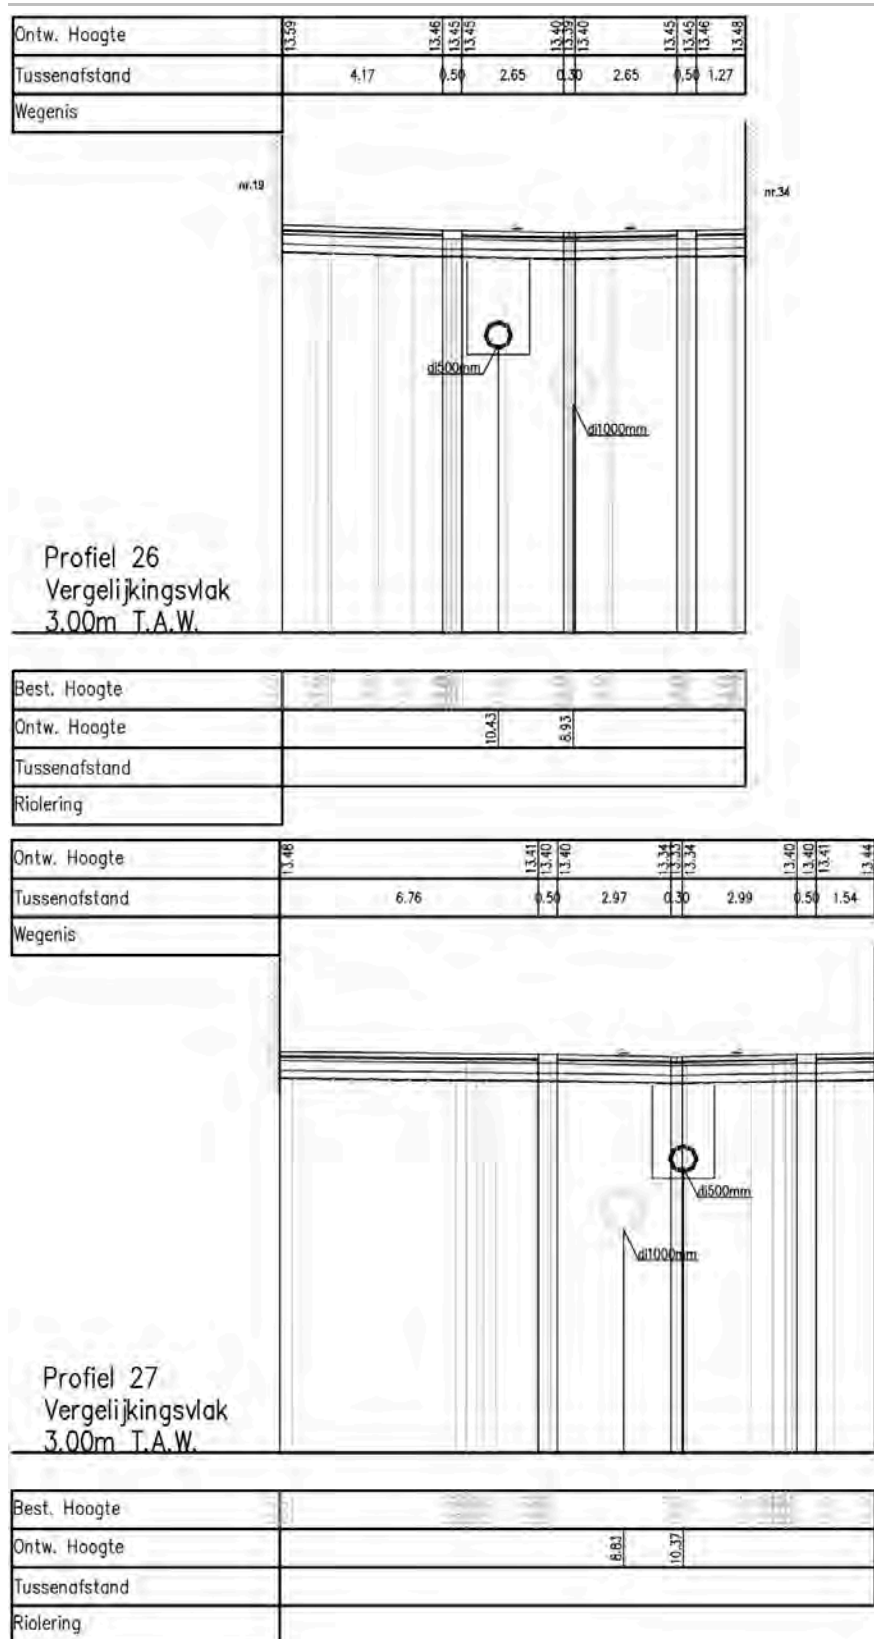 Ontw. Hoogte 13.59 13.46 13.45 13.45 13.40 13.39 13.40 13.45 13.45 13.46 13.48
Tussenafstand 4.17 0.50 2.65 0.30 2.65 0.50 1.27
Wegenis
nr.19
nr.34
di500mm
di1000mm
Profiel 26
Vergelijkingsvlak
3.00m T.A.W.
Best. Hoogte
Ontw. Hoogte 10.43 8.93
Tussenafstand
Riolering
Ontw. Hoogte 13.48 13.41 13.40 13.40 13.34 13.33 13.34 13.40 13.40 13.41 13.44
Tussenafstand 6.76 0.50 2.97 0.30 2.99 0.50 1.54
Wegenis
di500mm
di1000mm
Profiel 27
Vergelijkingsvlak
3.00m T.A.W.
Best. Hoogte
Ontw. Hoogte 8.83 10.37
Tussenafstand
Riolering